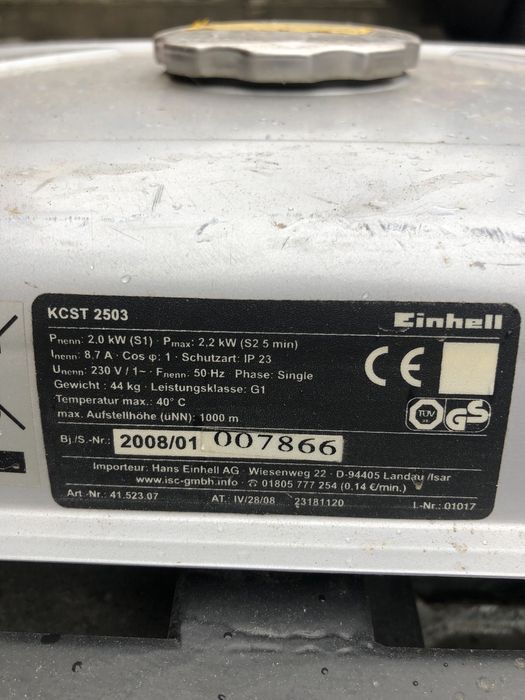 KCST 2503
Einhell
Pnenn: 2,0 kW (S1) · Pmax: 2,2 kW (S2 5 min)
Inenn: 8,7 A · Cos φ: 1 · Schutzart: IP 23
Unenn: 230 V / 1~ · Fnenn: 50 Hz · Phase: Single
Gewicht : 44 kg · Leistungsklasse: G1
Temperatur max.: 40° C
max. Aufstellhöhe (üNN): 1000 m
CE
TÜV
GS
Bj./S.-Nr.: 2008/01 007866
Importeur: Hans Einhell AG · Wiesenweg 22 · D-94405 Landau /Isar
www.isc-gmbh.info · ✆ 01805 777 254 (0,14 €/min.)
Art.-Nr.: 41.523.07 AT.: IV/28/08 23181120 I.-Nr.: 01017